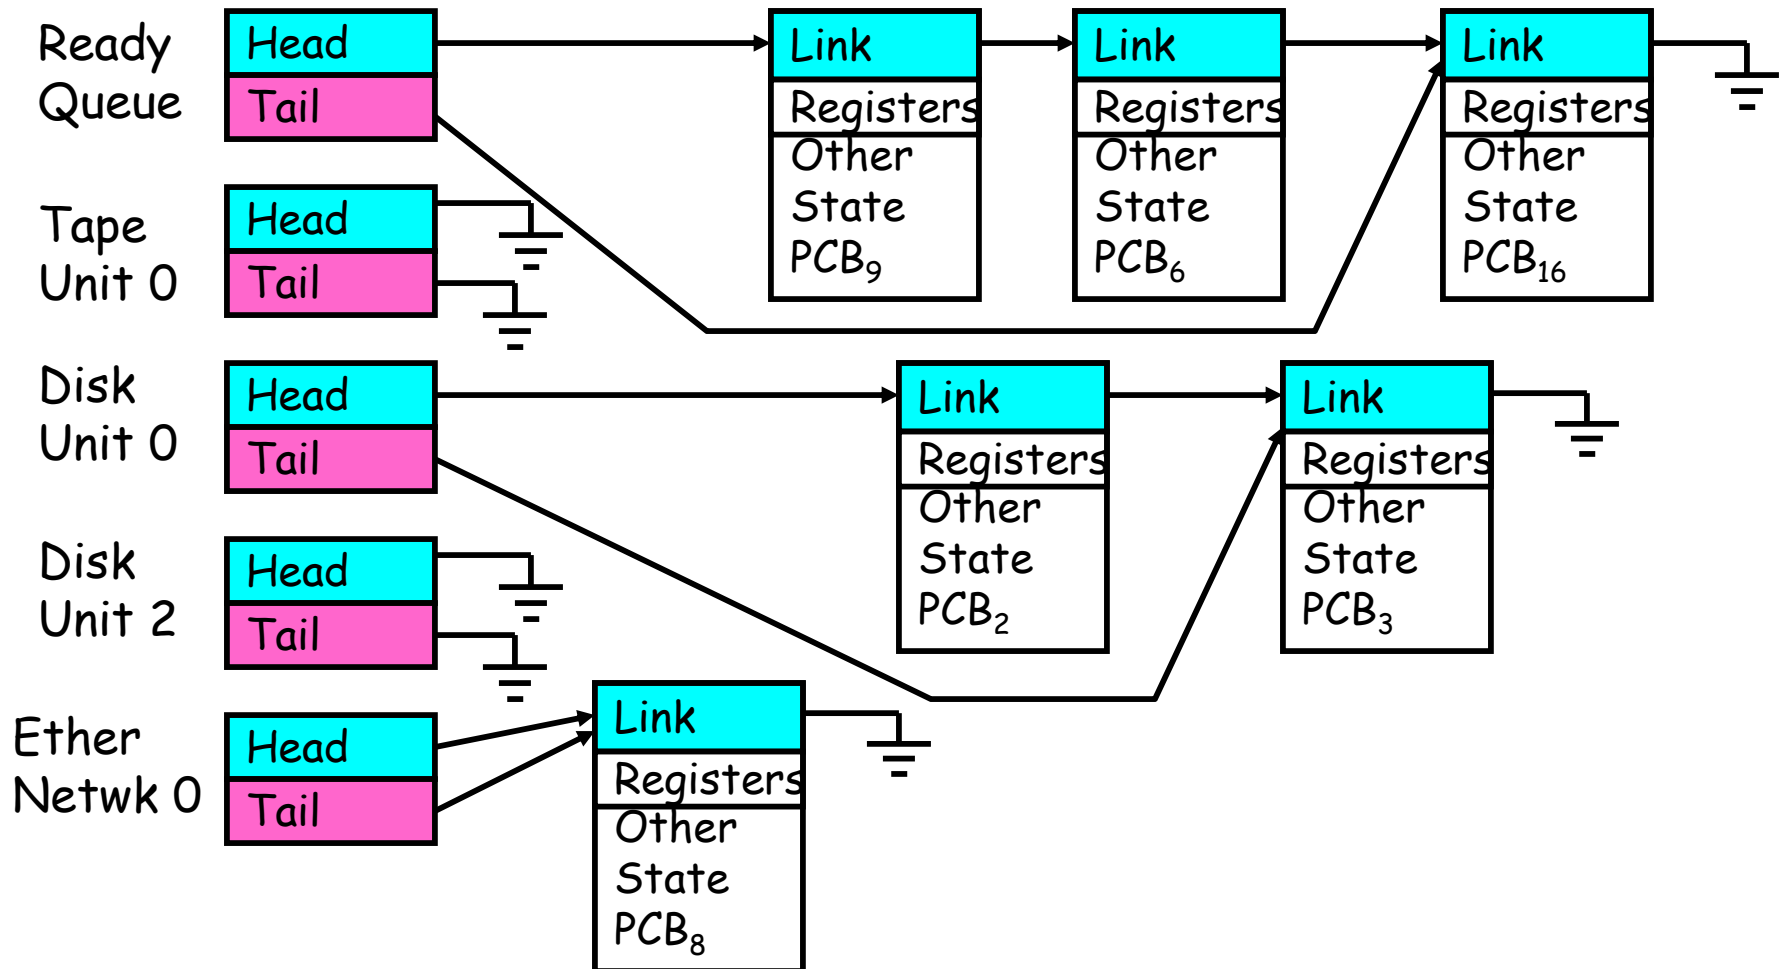 Ready
Queue
Head
Tail
Link
Registers
Other
State
PCB₉
Link
Registers
Other
State
PCB₆
Link
Registers
Other
State
PCB₁₆
Tape
Unit 0
Head
Tail
Disk
Unit 0
Head
Tail
Link
Registers
Other
State
PCB₂
Link
Registers
Other
State
PCB₃
Disk
Unit 2
Head
Tail
Ether
Netwk 0
Head
Tail
Link
Registers
Other
State
PCB₈